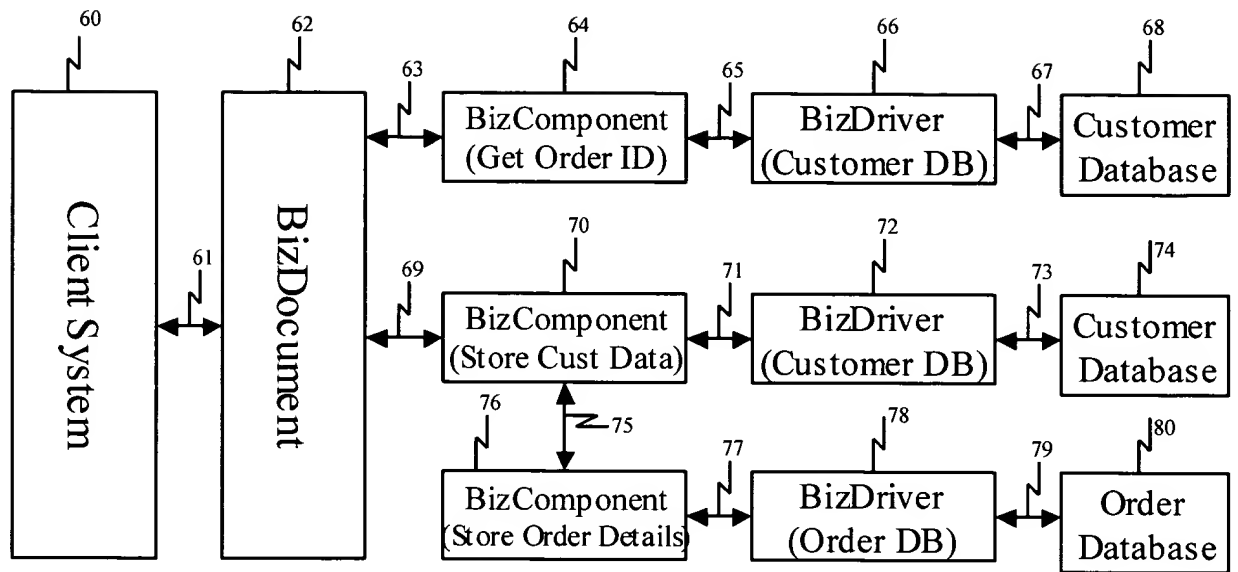 60
62
64
66
68
63
65
67
BizComponent
(Get Order ID)
BizDriver
(Customer DB)
Customer
Database
Client System
61
BizDocument
70
72
74
69
71
73
BizComponent
(Store Cust Data)
BizDriver
(Customer DB)
Customer
Database
76
75
78
80
77
79
BizComponent
(Store Order Details)
BizDriver
(Order DB)
Order
Database